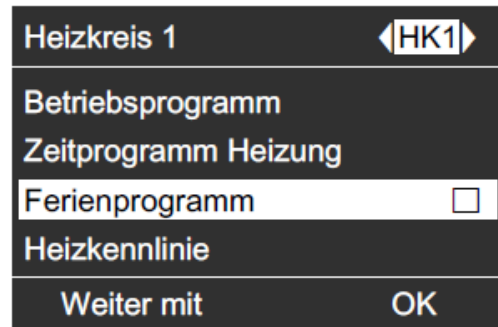 Heizkreis 1 HK1
Betriebsprogramm
Zeitprogramm Heizung
Ferienprogramm
Heizkennlinie
Weiter mit OK